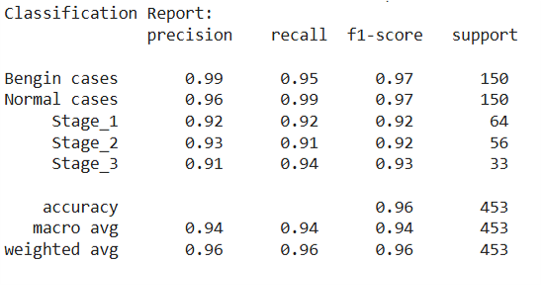 Classification Report:
precision recall f1-score support
Bengin cases 0.99 0.95 0.97 150
Normal cases 0.96 0.99 0.97 150
Stage_1 0.92 0.92 0.92 64
Stage_2 0.93 0.91 0.92 56
Stage_3 0.91 0.94 0.93 33
accuracy 0.96 453
macro avg 0.94 0.94 0.94 453
weighted avg 0.96 0.96 0.96 453